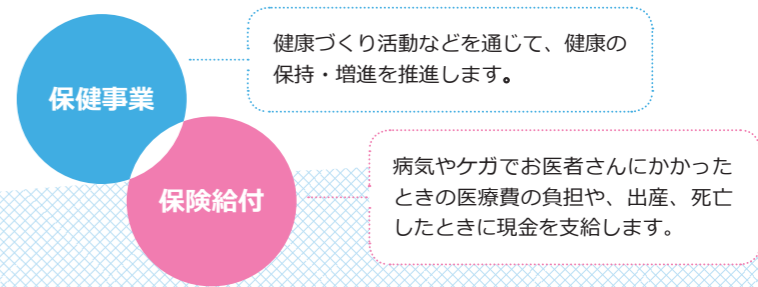 保健事業
健康づくり活動などを通じて、健康の
保持・増進を推進します。
保険給付
病気やケガでお医者さんにかかった
ときの医療費の負担や、出産、死亡
したときに現金を支給します。